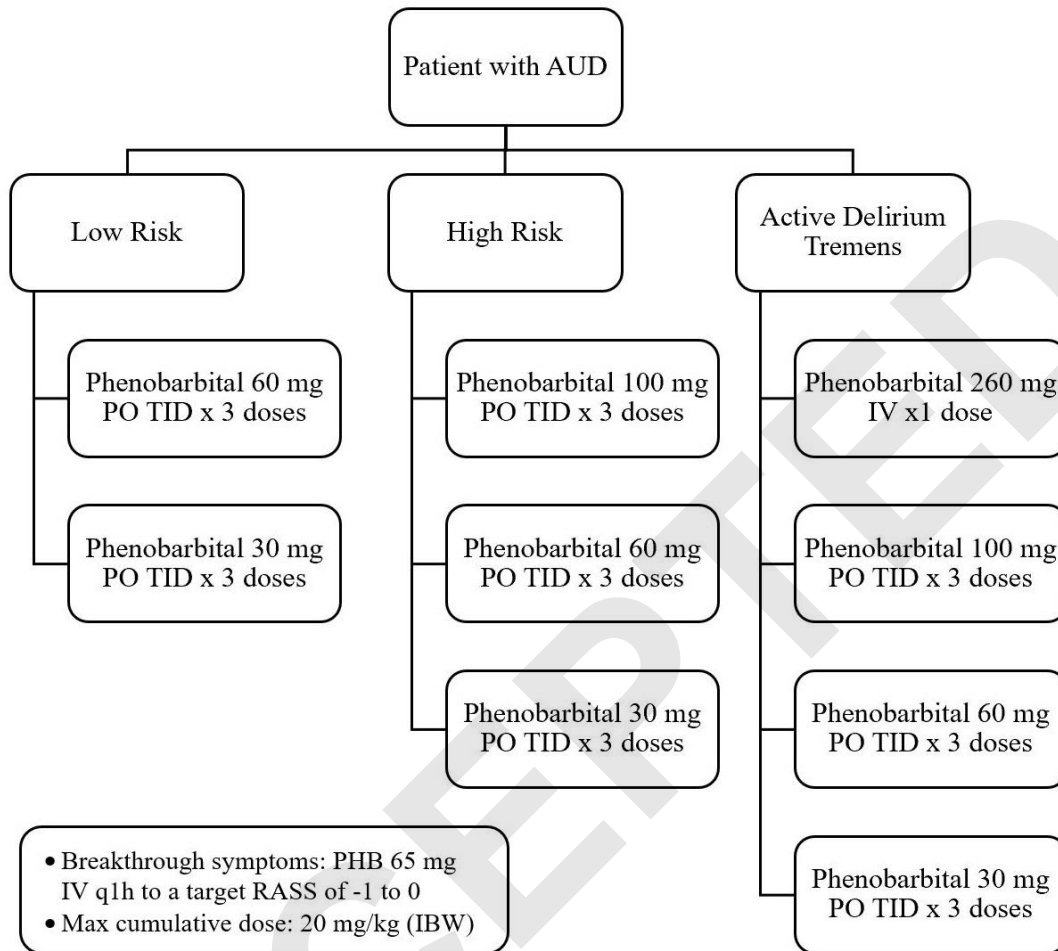 Patient with AUD
Low Risk
Phenobarbital 60 mg
PO TID x 3 doses
Phenobarbital 30 mg
PO TID x 3 doses
High Risk
Phenobarbital 100 mg
PO TID x 3 doses
Phenobarbital 60 mg
PO TID x 3 doses
Phenobarbital 30 mg
PO TID x 3 doses
Active Delirium
Tremens
Phenobarbital 260 mg
IV x1 dose
Phenobarbital 100 mg
PO TID x 3 doses
Phenobarbital 60 mg
PO TID x 3 doses
Phenobarbital 30 mg
PO TID x 3 doses
• Breakthrough symptoms: PHB 65 mg
IV q1h to a target RASS of -1 to 0
• Max cumulative dose: 20 mg/kg (IBW)
CEPTED